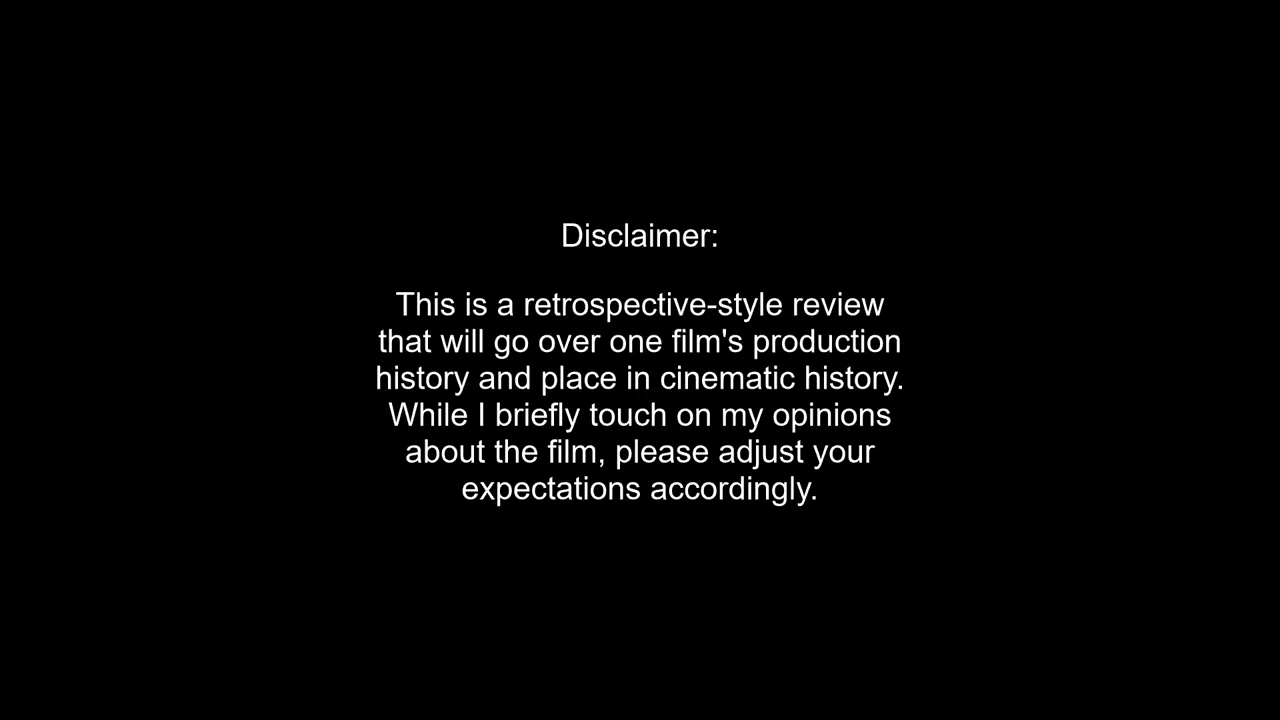 Disclaimer:
This is a retrospective-style review
that will go over one film's production
history and place in cinematic history.
While I briefly touch on my opinions
about the film, please adjust your
expectations accordingly.